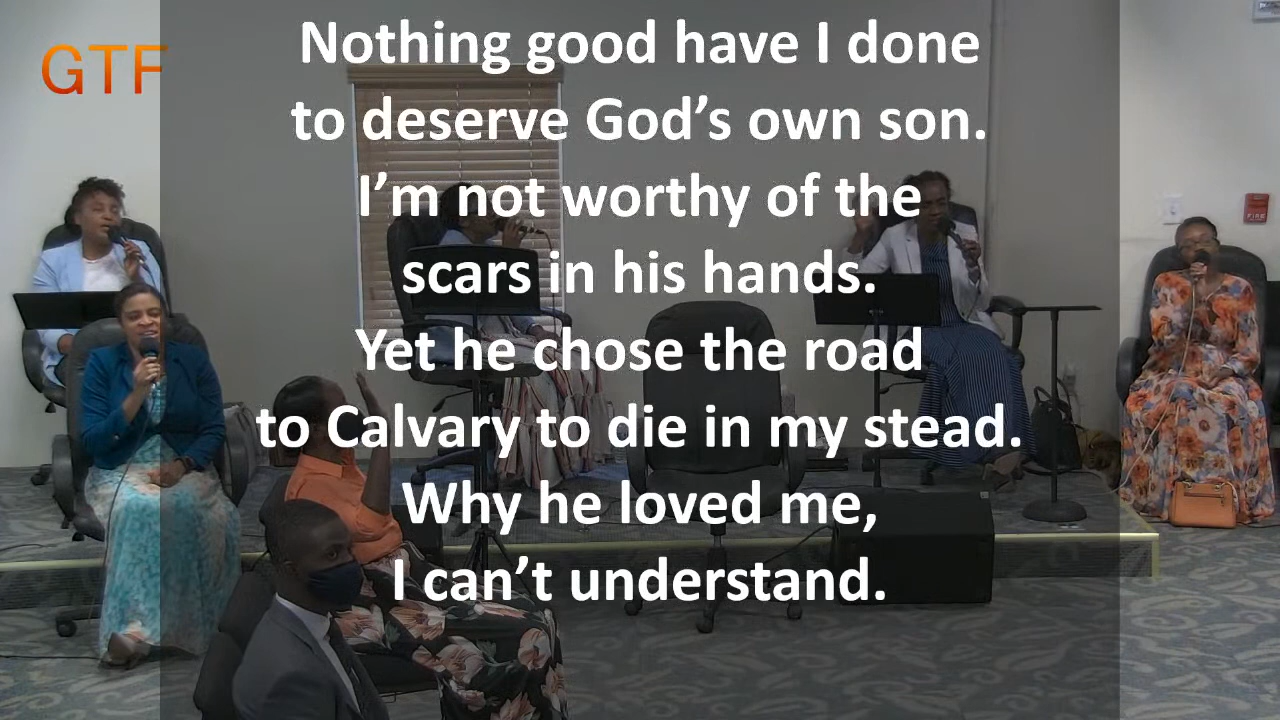 GTF
Nothing good have I done
to deserve God’s own son.
I’m not worthy of the
scars in his hands.
Yet he chose the road
to Calvary to die in my stead.
Why he loved me,
I can’t understand.
FIRE